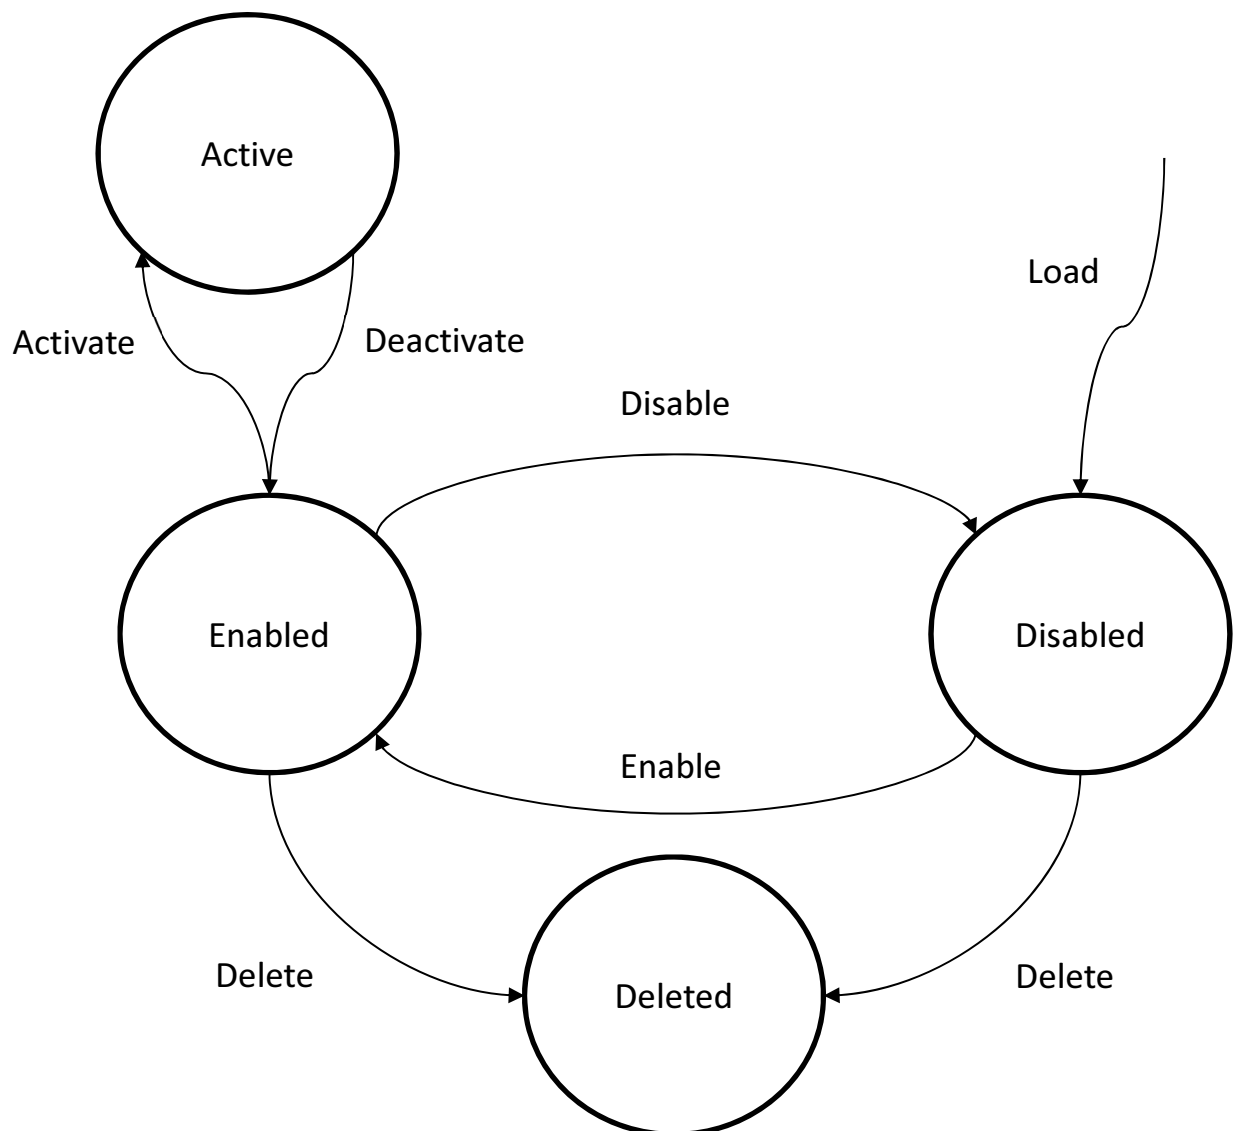 Active
Load
Activate
Deactivate
Disable
Enabled
Disabled
Enable
Delete
Deleted
Delete